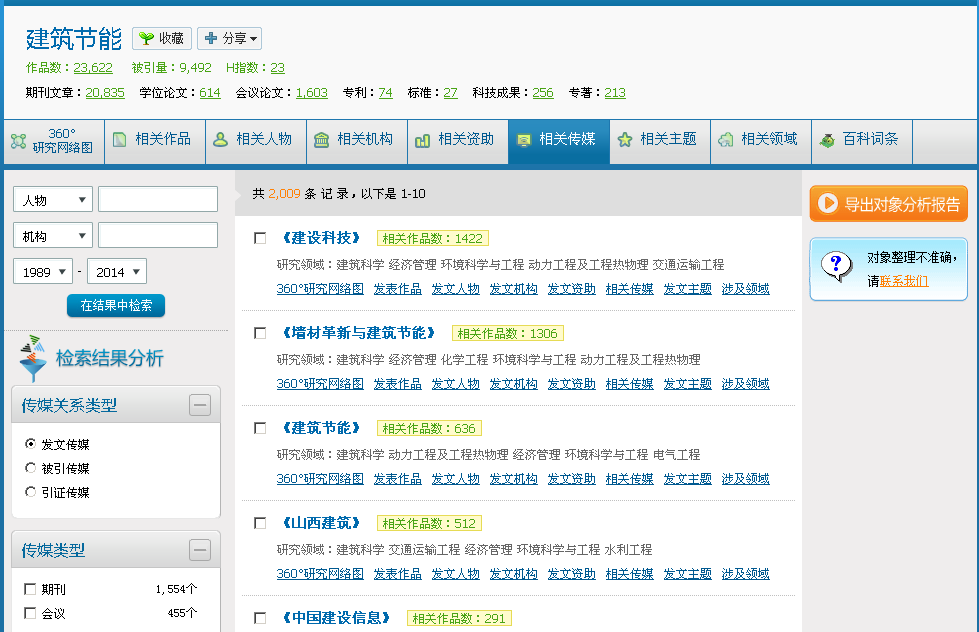 建筑节能 收藏 分享
作品数：23,622 被引量：9,492 H指数：23
期刊文章：20,835 学位论文：614 会议论文：1,603 专利：74 标准：27 科技成果：256 专著：213
360°
研究网络图 相关作品 相关人物 相关机构 相关资助 相关传媒 相关主题 相关领域 百科词条
人物
机构
1989 - 2014
在结果中检索
检索结果分析
传媒关系类型
发文传媒
被引传媒
引证传媒
传媒类型
期刊 1,554个
会议 455个
共 2,009 条记录，以下是 1-10
《建设科技》 相关作品数：1422
研究领域：建筑科学 经济管理 环境科学与工程 动力工程及工程热物理 交通运输工程
360°研究网络图 发表作品 发文人物 发文机构 发文资助 相关传媒 发文主题 涉及领域
《墙材革新与建筑节能》 相关作品数：1306
研究领域：建筑科学 经济管理 化学工程 环境科学与工程 动力工程及工程热物理
360°研究网络图 发表作品 发文人物 发文机构 发文资助 相关传媒 发文主题 涉及领域
《建筑节能》 相关作品数：636
研究领域：建筑科学 动力工程及工程热物理 经济管理 环境科学与工程 电气工程
360°研究网络图 发表作品 发文人物 发文机构 发文资助 相关传媒 发文主题 涉及领域
《山西建筑》 相关作品数：512
研究领域：建筑科学 交通运输工程 经济管理 环境科学与工程 水利工程
360°研究网络图 发表作品 发文人物 发文机构 发文资助 相关传媒 发文主题 涉及领域
《中国建设信息》 相关作品数：291
导出对象分析报告
对象整理不准确，
请联系我们